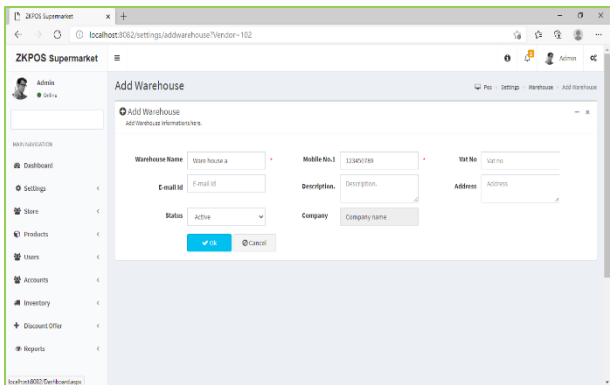 ZKPOS Supermarket
localhost:8082/settings/addwarehouse?Vendor=102
ZKPOS Supermarket
Admin
Admin
Online
Add Warehouse
Pos - Settings - Warehouse - Add Warehouse
Add Warehouse
Add Warehouse Informations here.
MAIN NAVIGATION
Dashboard
Settings
Store
Products
Users
Accounts
Inventory
Discount Offer
Reports
Warehouse Name Ware house a * Mobile No.1 123450789 * Vat No Vat no
E-mail Id E-mail Id Description. Description. Address Address
Status Active Company Company name
Ok Cancel
localhost:8082/Dashboard.aspx